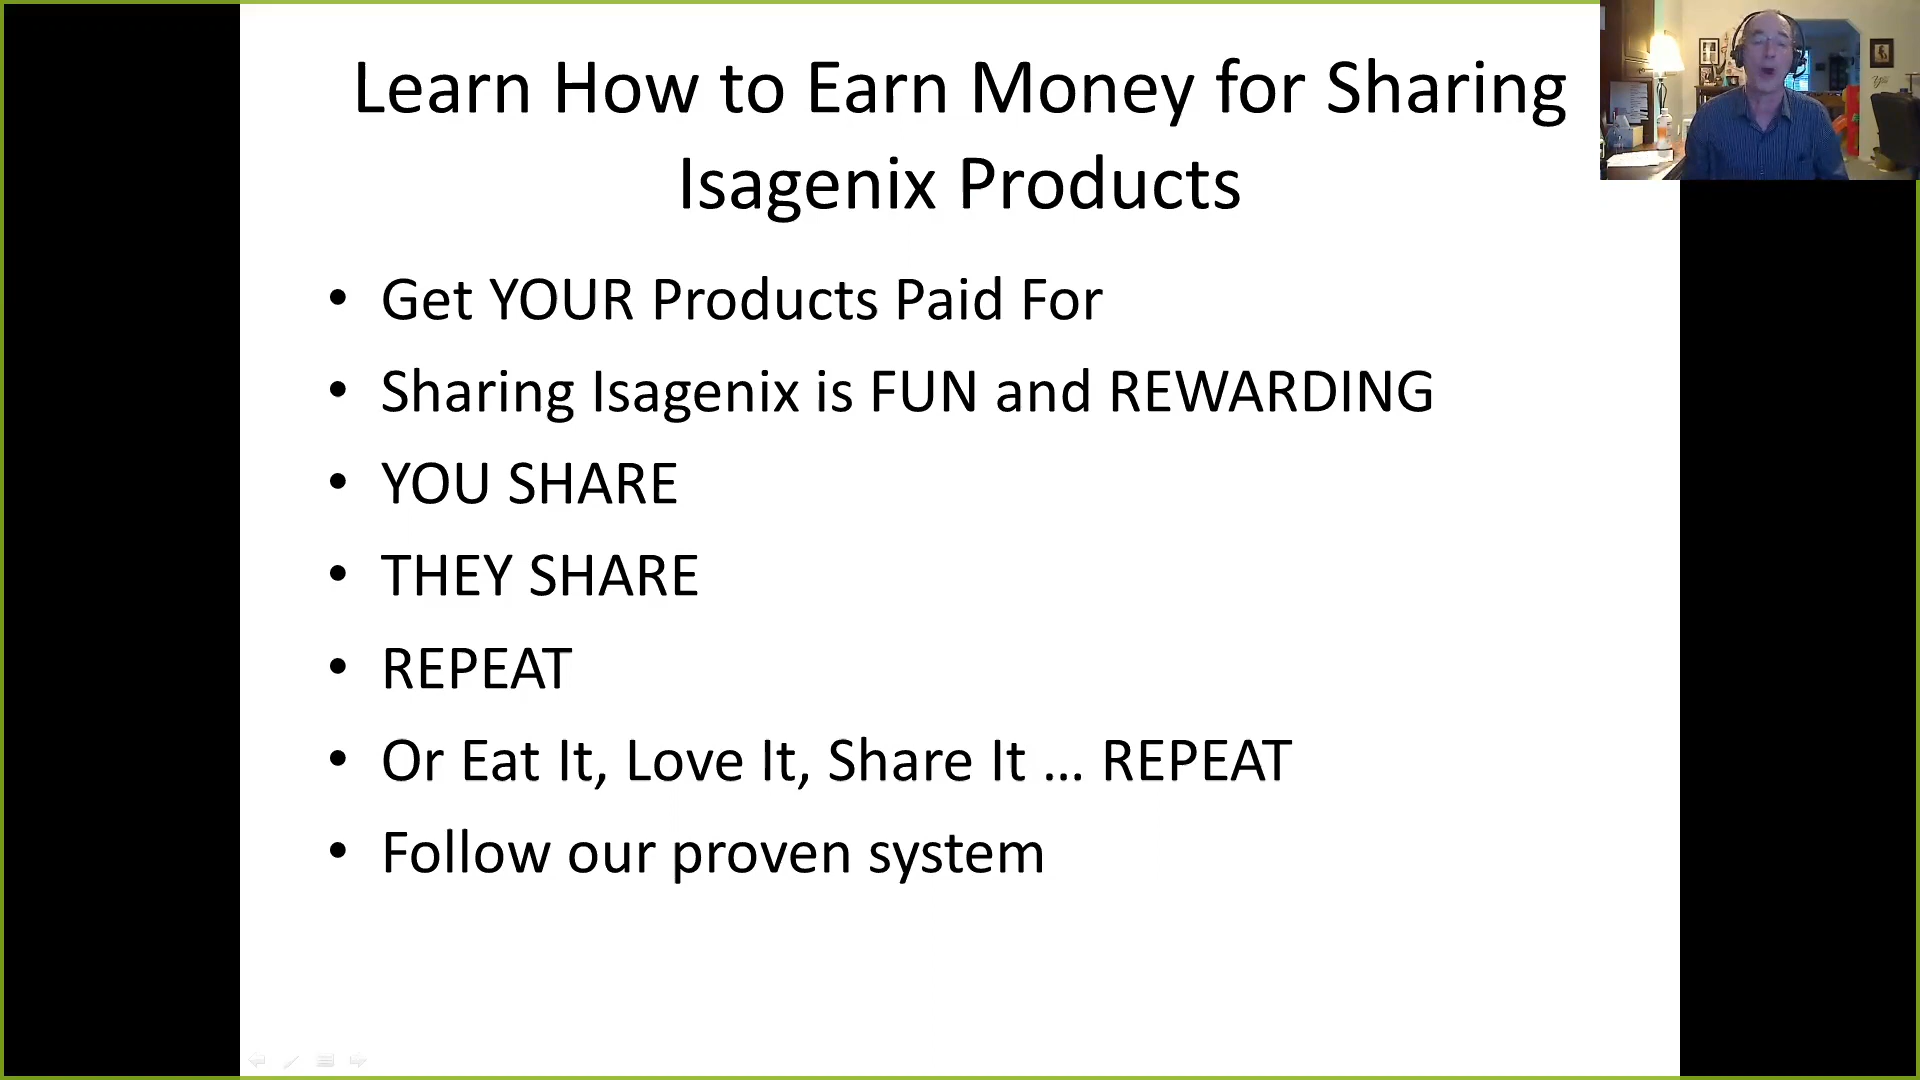 Learn How to Earn Money for Sharing
Isagenix Products
• Get YOUR Products Paid For
• Sharing Isagenix is FUN and REWARDING
• YOU SHARE
• THEY SHARE
• REPEAT
• Or Eat It, Love It, Share It ... REPEAT
• Follow our proven system